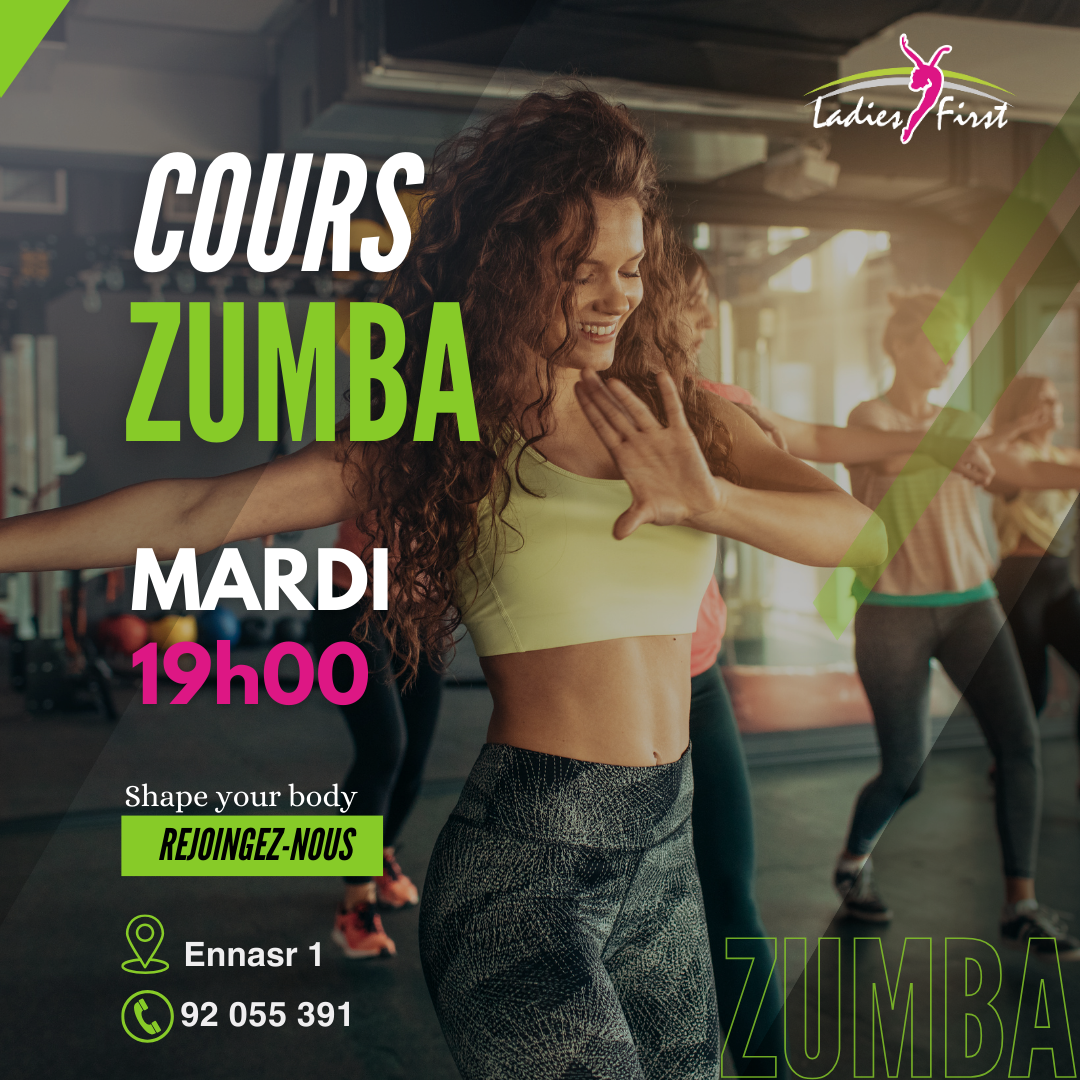 Ladies First
COURS
ZUMBA
MARDI
19h00
Shape your body
REJOINGEZ-NOUS
Ennasr 1
92 055 391
ZUMBA